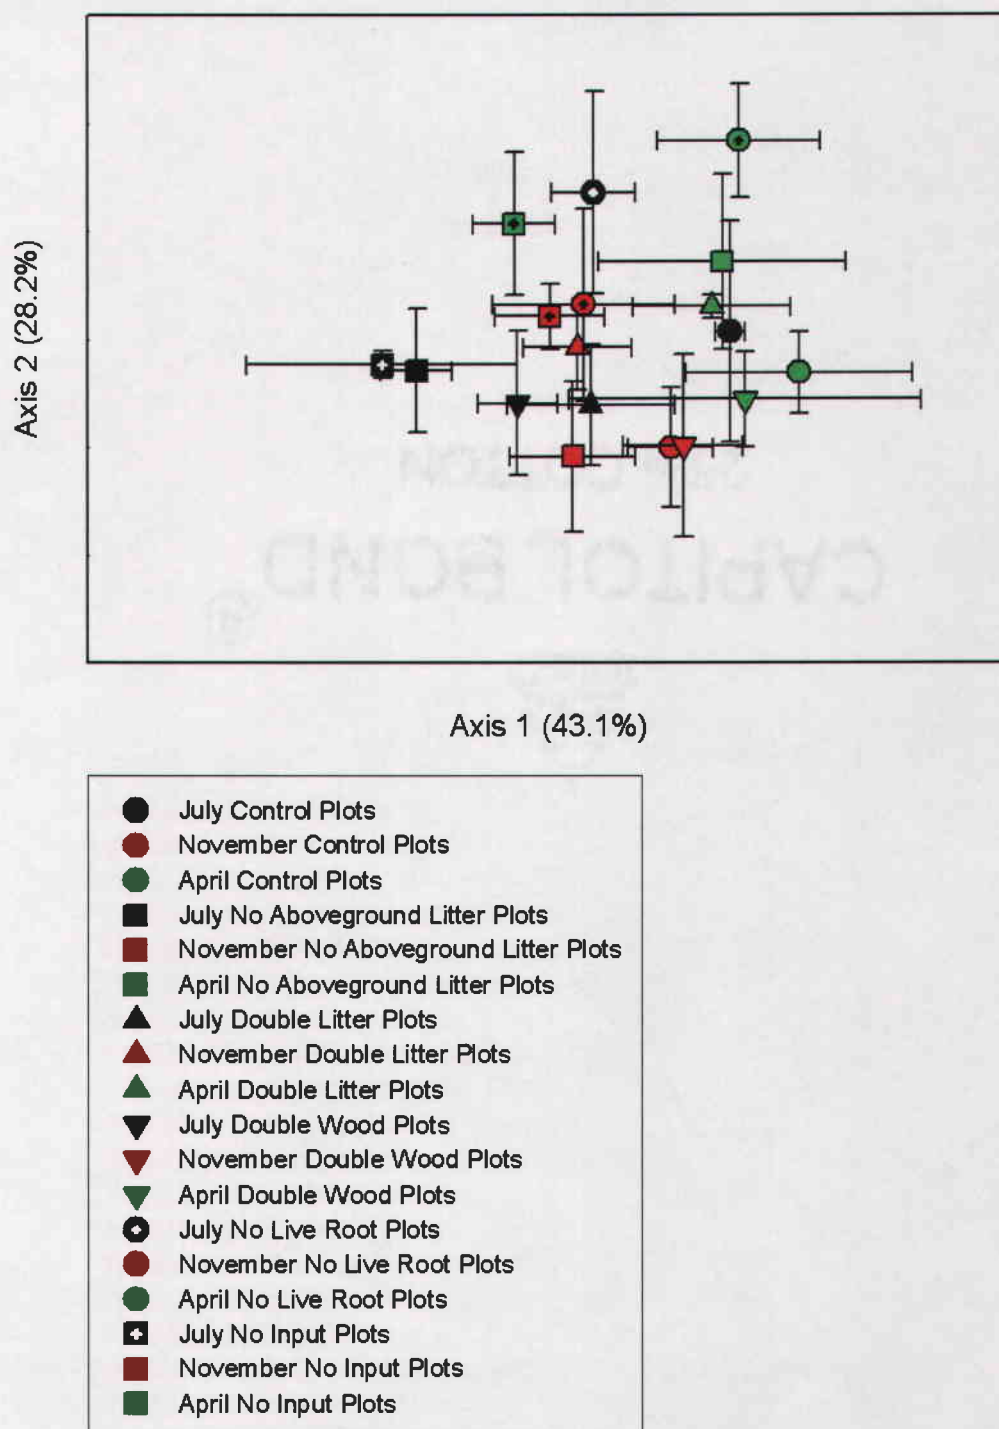 Axis 2 (28.2%)
Axis 1 (43.1%)
July Control Plots
November Control Plots
April Control Plots
July No Aboveground Litter Plots
November No Aboveground Litter Plots
April No Aboveground Litter Plots
July Double Litter Plots
November Double Litter Plots
April Double Litter Plots
July Double Wood Plots
November Double Wood Plots
April Double Wood Plots
July No Live Root Plots
November No Live Root Plots
April No Live Root Plots
July No Input Plots
November No Input Plots
April No Input Plots
CAPITOL BOND